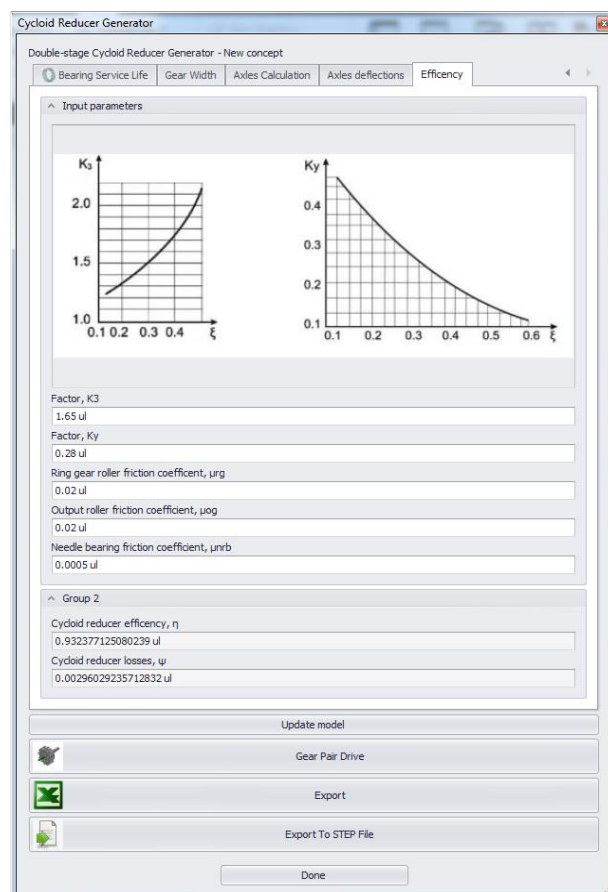 Cycloid Reducer Generator
Double-stage Cycloid Reducer Generator - New concept
Bearing Service Life Gear Width Axles Calculation Axles deflections Efficency
Input parameters
K3 Ky
2.0 0.4
0.3
1.5 0.2
1.0 0.1
0.1 0.2 0.3 0.4 ξ 0.1 0.2 0.3 0.4 0.5 0.6 ξ
Factor, K3
1.65 ul
Factor, Ky
0.28 ul
Ring gear roller friction coefficent, μrg
0.02 ul
Output roller friction coefficient, μog
0.02 ul
Needle bearing friction coefficient, μnrb
0.0005 ul
Group 2
Cycloid reducer efficency, η
0.932377125080239 ul
Cycloid reducer losses, ψ
0.00296029235712832 ul
Update model
Gear Pair Drive
Export
Export To STEP File
Done